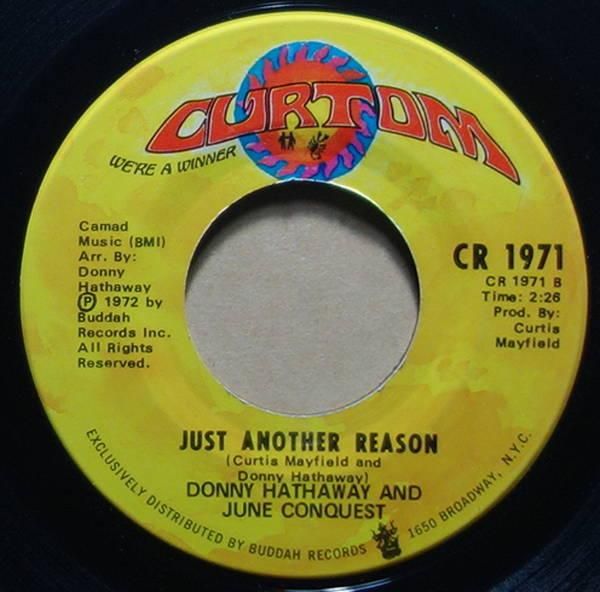 CURTOM
WE'RE A WINNER
Camad
Music (BMI)
Arr. By:
Donny
Hathaway
Ⓟ 1972 by
Buddah
Records Inc.
All Rights
Reserved.
CR 1971
CR 1971 B
Time: 2:26
Prod. By:
Curtis
Mayfield
JUST ANOTHER REASON
(Curtis Mayfield and
Donny Hathaway)
DONNY HATHAWAY AND
JUNE CONQUEST
EXCLUSIVELY DISTRIBUTED BY BUDDAH RECORDS 1650 BROADWAY, N.Y.C.